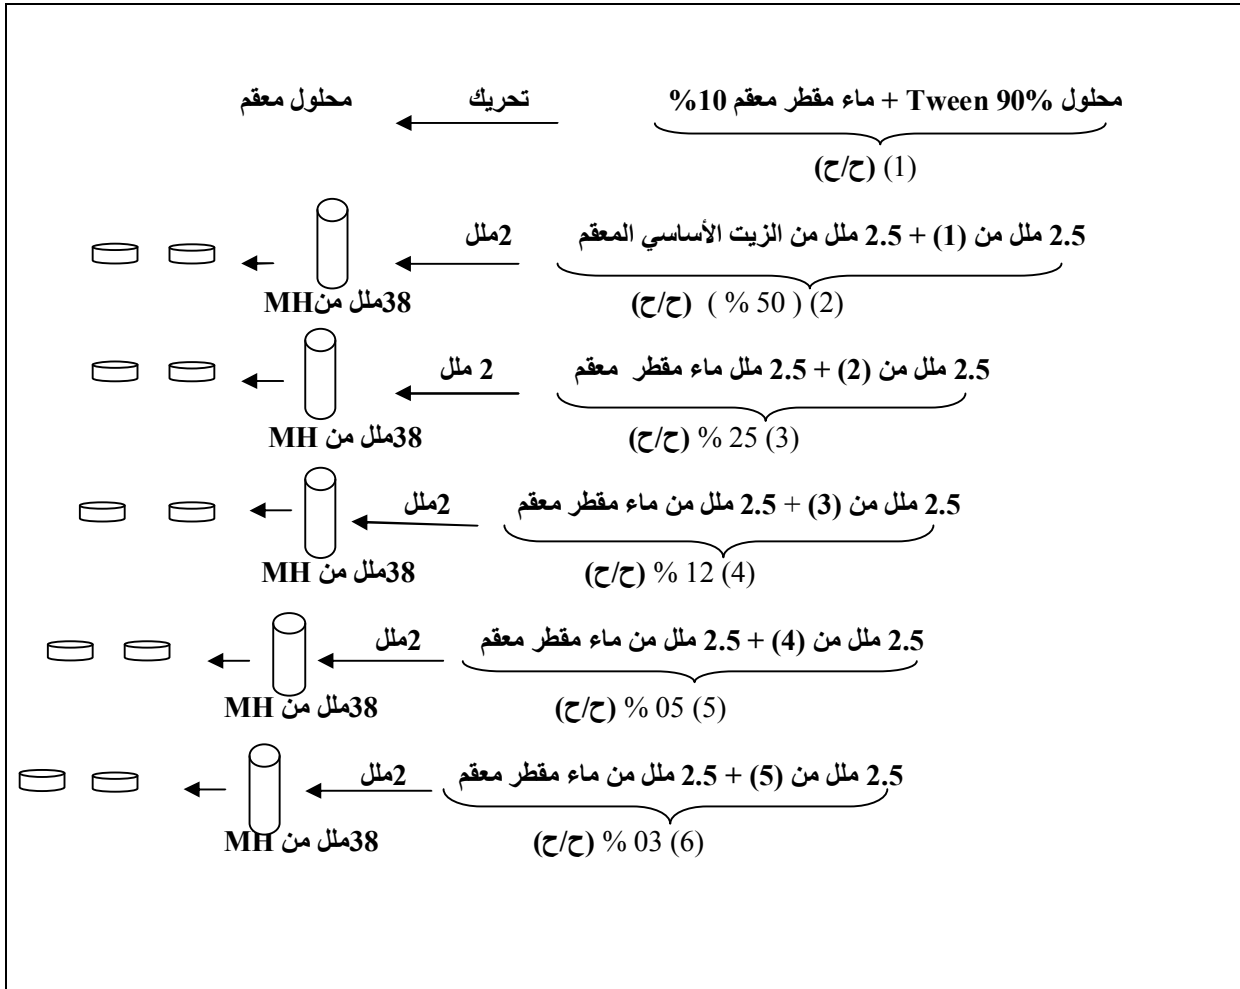 محلول Tween 90% + ماء مقطر معقم 10% تحريك محلول معقم
(1) (ح/ح)
2.5 ملل من (1) + 2.5 ملل من الزيت الأساسي المعقم 2ملل
(2) ( 50 % ) (ح/ح) 38ملل منMH
2.5 ملل من (2) + 2.5 ملل ماء مقطر معقم 2 ملل
(3) 25 % (ح/ح) 38ملل من MH
2.5 ملل من (3) + 2.5 ملل من ماء مقطر معقم 2ملل
(4) 12 % (ح/ح) 38ملل من MH
2.5 ملل من (4) + 2.5 ملل من ماء مقطر معقم 2ملل
(5) 05 % (ح/ح) 38ملل من MH
2.5 ملل من (5) + 2.5 ملل من ماء مقطر معقم 2ملل
(6) 03 % (ح/ح) 38ملل من MH